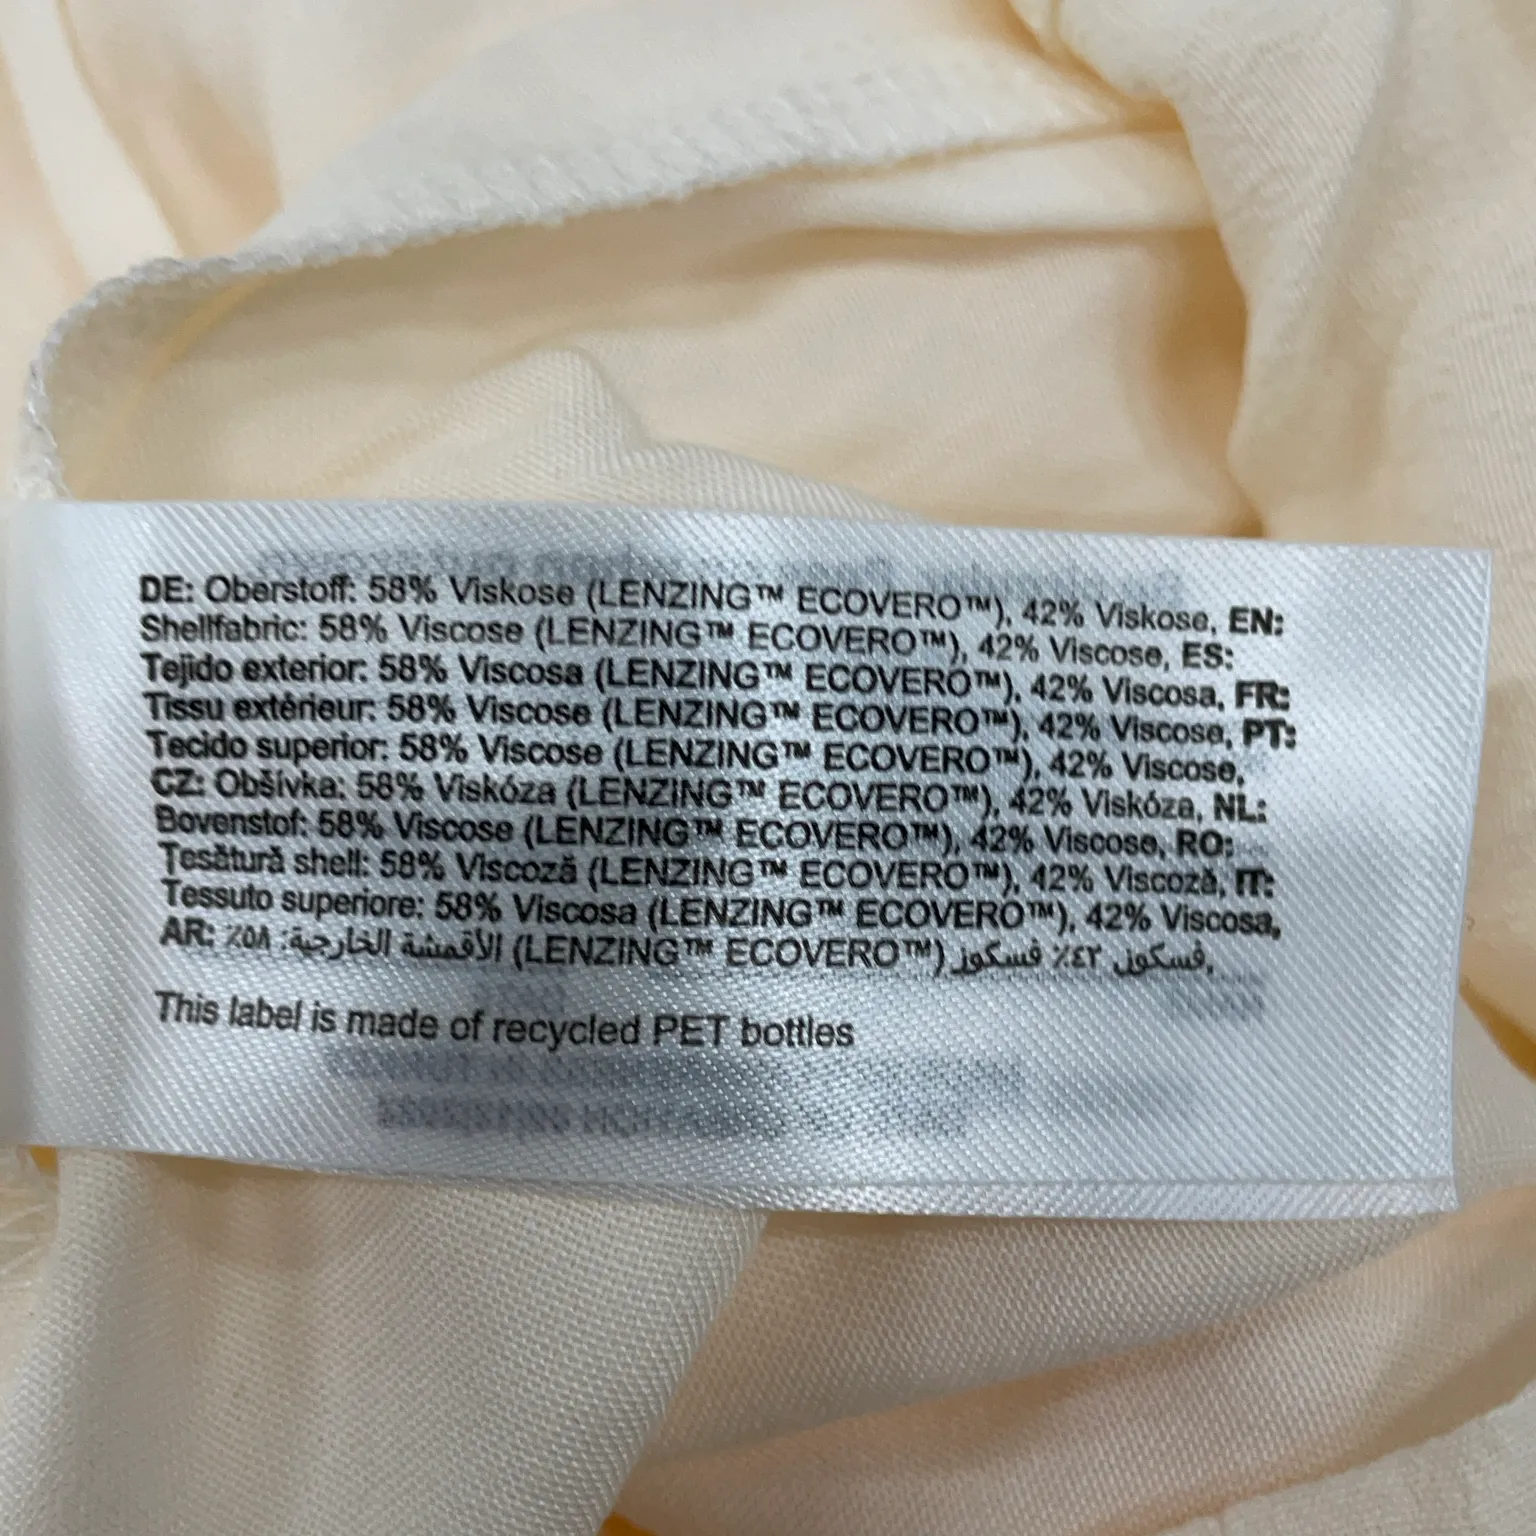 DE: Oberstoff: 58% Viskose (LENZING™ ECOVERO™), 42% Viskose, EN:
Shellfabric: 58% Viscose (LENZING™ ECOVERO™), 42% Viscose, ES:
Tejido exterior: 58% Viscosa (LENZING™ ECOVERO™), 42% Viscosa, FR:
Tissu extérieur: 58% Viscose (LENZING™ ECOVERO™), 42% Viscose, PT:
Tecido superior: 58% Viscose (LENZING™ ECOVERO™), 42% Viscose,
CZ: Obšívka: 58% Viskóza (LENZING™ ECOVERO™), 42% Viskóza, NL:
Bovenstof: 58% Viscose (LENZING™ ECOVERO™), 42% Viscose, RO:
Țesătură shell: 58% Viscoză (LENZING™ ECOVERO™), 42% Viscoză, IT:
Tessuto superiore: 58% Viscosa (LENZING™ ECOVERO™), 42% Viscosa,
AR: الأقمشة الخارجية: ٥٨٪ (LENZING™ ECOVERO™) فسكوز ٤٢٪ فسكوز,
This label is made of recycled PET bottles